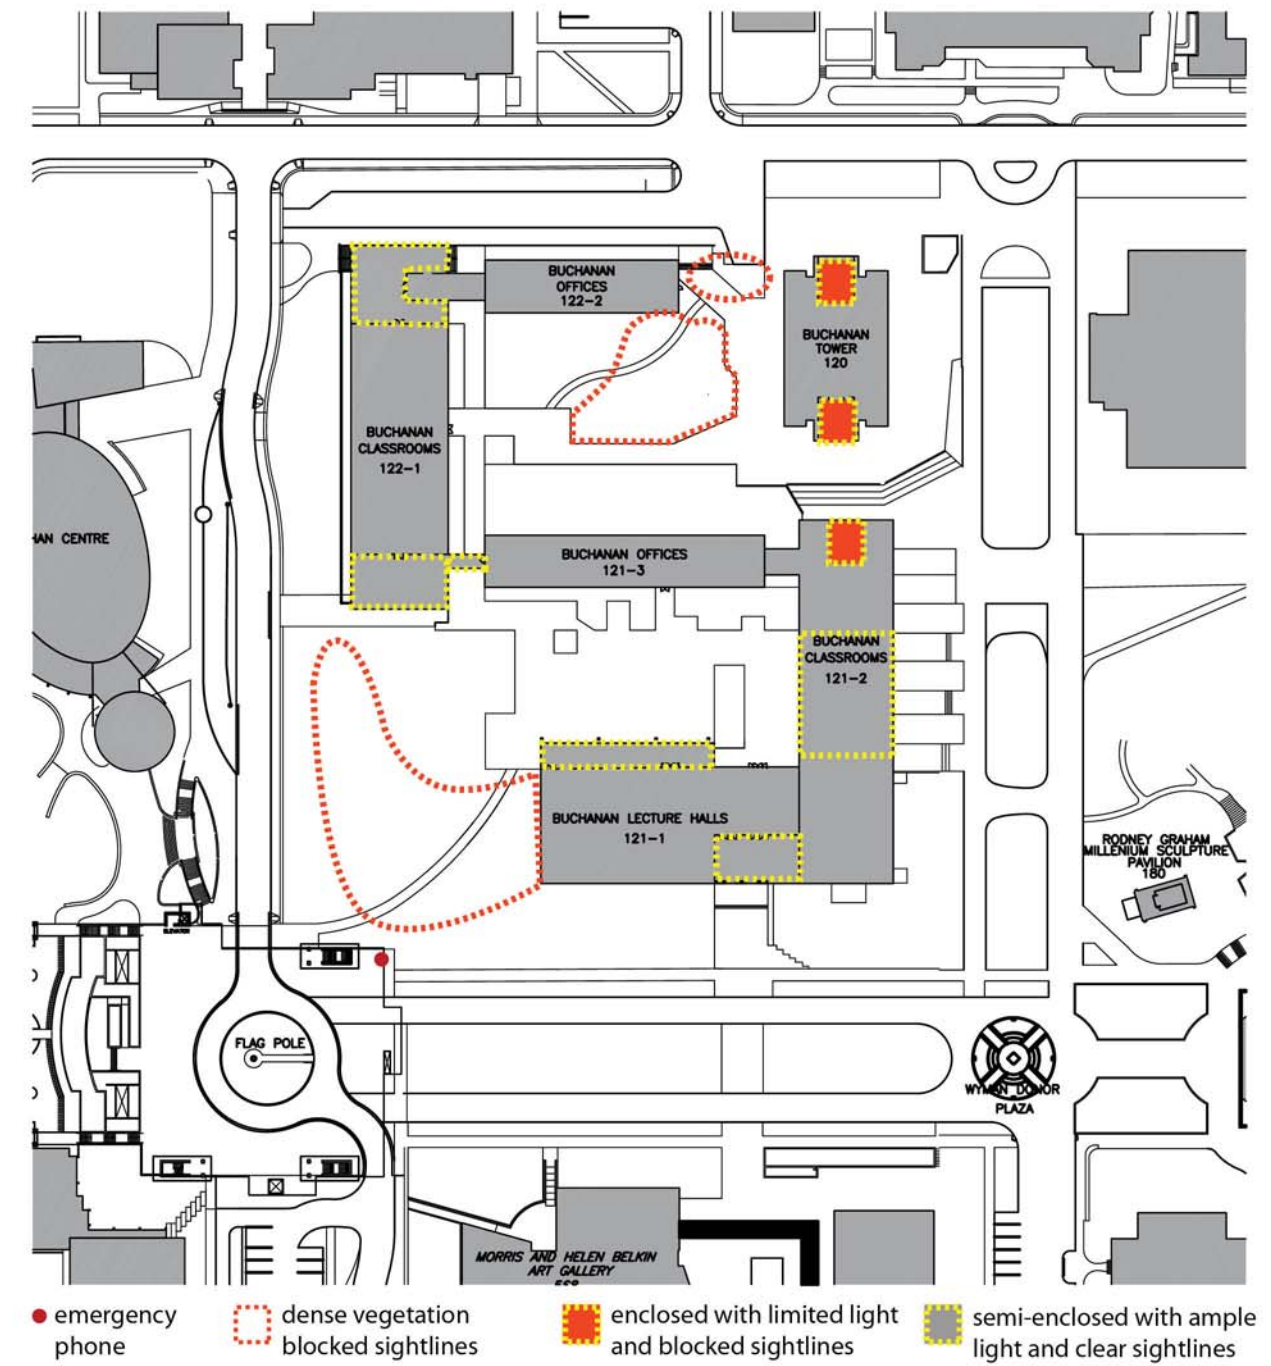 BUCHANAN
OFFICES
122-2
BUCHANAN
TOWER
120
BUCHANAN
CLASSROOMS
122-1
HAN CENTRE
BUCHANAN OFFICES
121-3
BUCHANAN
CLASSROOMS
121-2
BUCHANAN LECTURE HALLS
121-1
RODNEY GRAHAM
MILLENIUM SCULPTURE
PAVILION
180
ELEVATOR
FLAG POLE
WYMAN DONOR
PLAZA
MORRIS AND HELEN BELKIN
ART GALLERY
emergency
phone
dense vegetation
blocked sightlines
enclosed with limited light
and blocked sightlines
semi-enclosed with ample
light and clear sightlines